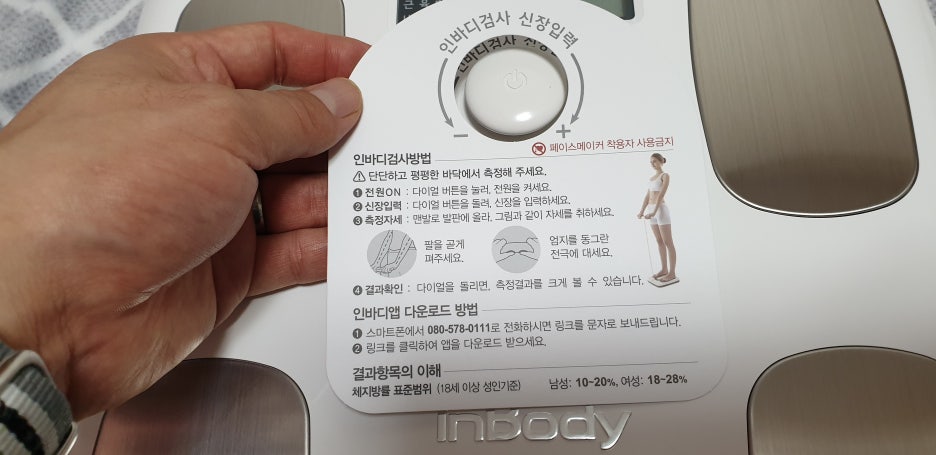 인바디검사 신장입력
인바디검사
− +
페이스메이커 착용자 사용금지
인바디검사방법
단단하고 평평한 바닥에서 측정해 주세요.
❶ 전원ON : 다이얼 버튼을 눌러, 전원을 켜세요.
❷ 신장입력 : 다이얼 버튼을 돌려, 신장을 입력하세요.
❸ 측정자세 : 맨발로 발판에 올라, 그림과 같이 자세를 취하세요.
팔을 곧게
펴주세요.
엄지를 동그란
전극에 대세요.
❹ 결과확인 : 다이얼을 돌리면, 측정결과를 크게 볼 수 있습니다.
인바디앱 다운로드 방법
❶ 스마트폰에서 080-578-0111로 전화하시면 링크를 문자로 보내드립니다.
❷ 링크를 클릭하여 앱을 다운로드 받으세요.
결과항목의 이해
체지방률 표준범위 (18세 이상 성인기준) 남성: 10~20%, 여성: 18~28%
InBody